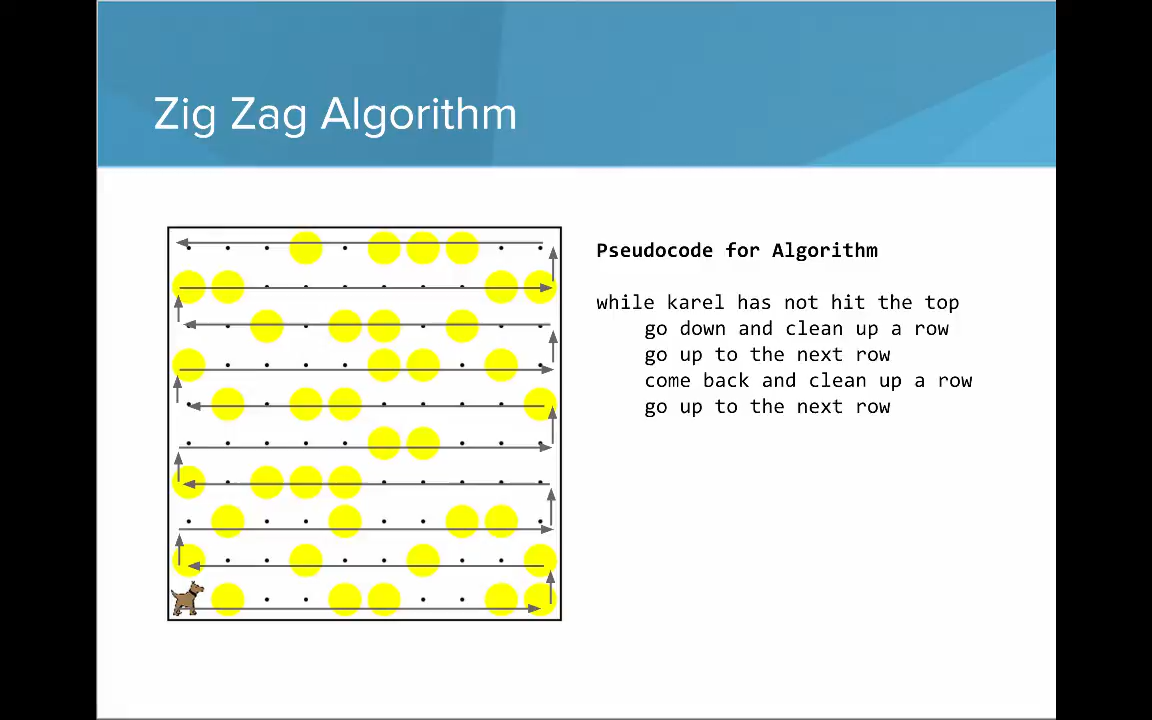 Zig Zag Algorithm
Pseudocode for Algorithm
while karel has not hit the top
go down and clean up a row
go up to the next row
come back and clean up a row
go up to the next row